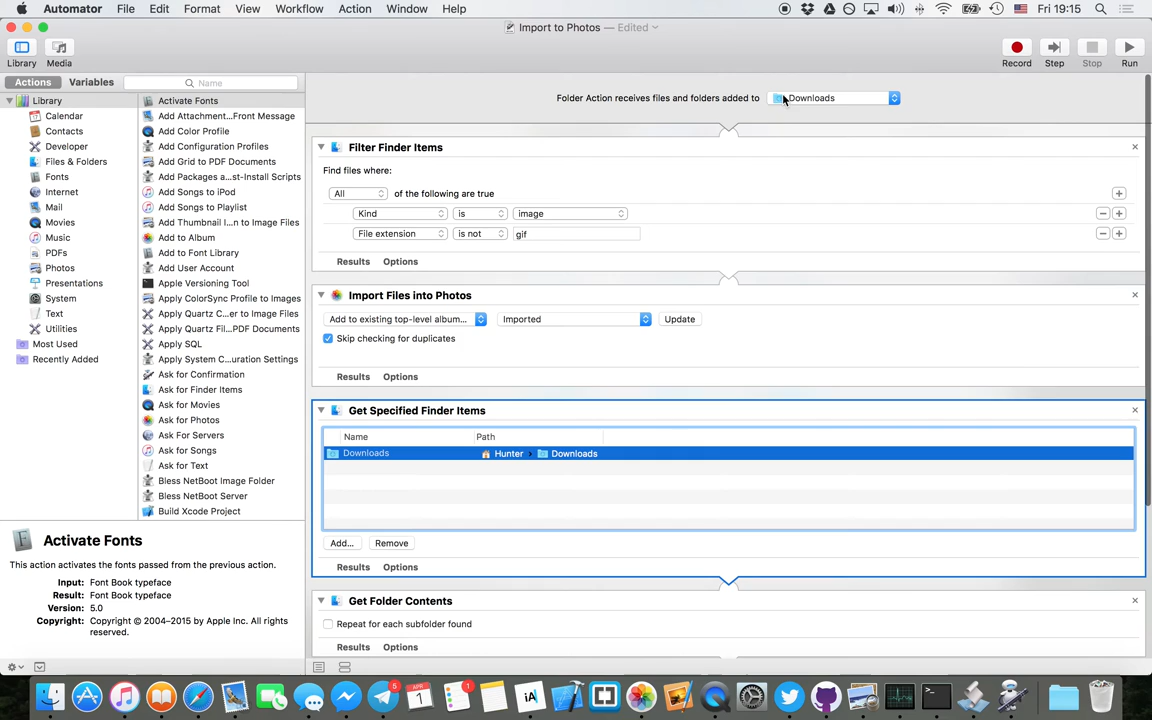 Automator File Edit Format View Workflow Action Window Help Fri 19:15
Import to Photos — Edited
Library Media Record Step Stop Run
Actions Variables Name
Folder Action receives files and folders added to Downloads
Library
Calendar
Contacts
Developer
Files & Folders
Fonts
Internet
Mail
Movies
Music
PDFs
Photos
Presentations
System
Text
Utilities
Most Used
Recently Added
Activate Fonts
Add Attachment...Front Message
Add Color Profile
Add Configuration Profiles
Add Grid to PDF Documents
Add Packages a...st-Install Scripts
Add Songs to iPod
Add Songs to Playlist
Add Thumbnail I...n to Image Files
Add to Album
Add to Font Library
Add User Account
Apple Versioning Tool
Apply ColorSync Profile to Images
Apply Quartz C...er to Image Files
Apply Quartz Fil...PDF Documents
Apply SQL
Apply System C...uration Settings
Ask for Confirmation
Ask for Finder Items
Ask for Movies
Ask for Photos
Ask For Servers
Ask for Songs
Ask for Text
Bless NetBoot Image Folder
Bless NetBoot Server
Build Xcode Project
Activate Fonts
This action activates the fonts passed from the previous action.
Input: Font Book typeface
Result: Font Book typeface
Version: 5.0
Copyright: Copyright © 2004–2015 by Apple Inc. All rights
reserved.
Filter Finder Items
Find files where:
All of the following are true
Kind is image
File extension is not gif
Results Options
Import Files into Photos
Add to existing top-level album... Imported Update
Skip checking for duplicates
Results Options
Get Specified Finder Items
Name Path
Downloads Hunter › Downloads
Add... Remove
Results Options
Get Folder Contents
Repeat for each subfolder found
Results Options